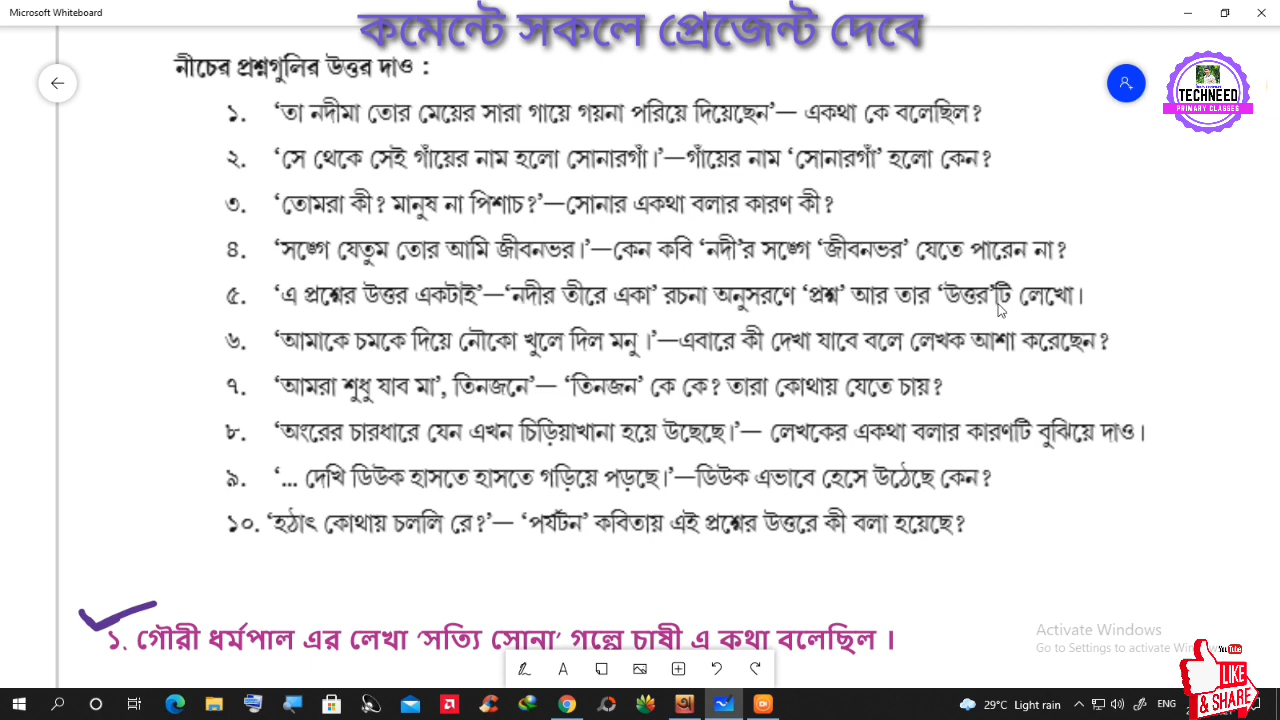 Microsoft Whiteboard
কমেন্টে সকলে প্রেজেন্ট দেবে
নীচের প্রশ্নগুলির উত্তর দাও :
TECHNEED
PRIMARY CLASSES
১. ‘তা নদীমা তোর মেয়ের সারা গায়ে গয়না পরিয়ে দিয়েছেন’— একথা কে বলেছিল?
২. ‘সে থেকে সেই গাঁয়ের নাম হলো সোনারগাঁ।’—গাঁয়ের নাম ‘সোনারগাঁ’ হলো কেন?
৩. ‘তোমরা কী? মানুষ না পিশাচ?’—সোনার একথা বলার কারণ কী?
৪. ‘সঙ্গে যেতুম তোর আমি জীবনভর।’—কেন কবি ‘নদী’র সঙ্গে ‘জীবনভর’ যেতে পারেন না?
৫. ‘এ প্রশ্নের উত্তর একটাই’—‘নদীর তীরে একা’ রচনা অনুসরণে ‘প্রশ্ন’ আর তার ‘উত্তর’টি লেখো।
৬. ‘আমাকে চমকে দিয়ে নৌকো খুলে দিল মনু।’—এবারে কী দেখা যাবে বলে লেখক আশা করেছেন?
৭. ‘আমরা শুধু যাব মা’, তিনজনে’— ‘তিনজন’ কে কে? তারা কোথায় যেতে চায়?
৮. ‘অংরের চারধারে যেন এখন চিড়িয়াখানা হয়ে উছেছে।’— লেখকের একথা বলার কারণটি বুঝিয়ে দাও।
৯. ‘... দেখি ডিউক হাসতে হাসতে গড়িয়ে পড়ছে।’—ডিউক এভাবে হেসে উঠেছে কেন?
১০. ‘হঠাৎ কোথায় চললি রে?’— ‘পর্যটন’ কবিতায় এই প্রশ্নের উত্তরে কী বলা হয়েছে?
১. গৌরী ধর্মপাল এর লেখা ‘সত্যি সোনা’ গল্পে চাষী এ কথা বলেছিল ।
Activate Windows
Go to Settings to activate Win
You Tube
LIKE
& SHARE
29°C Light rain
ENG